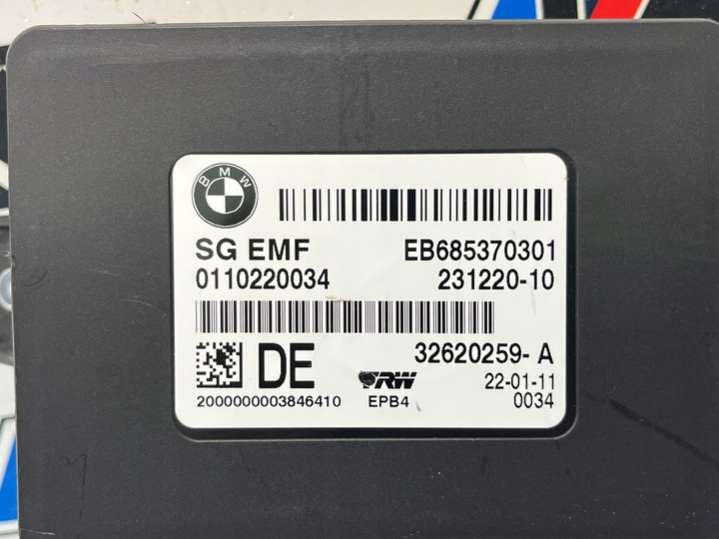 BMW
SG EMF EB685370301
0110220034 231220-10
32620259- A
DE TRW 22-01-11
2000000003846410 EPB4 0034